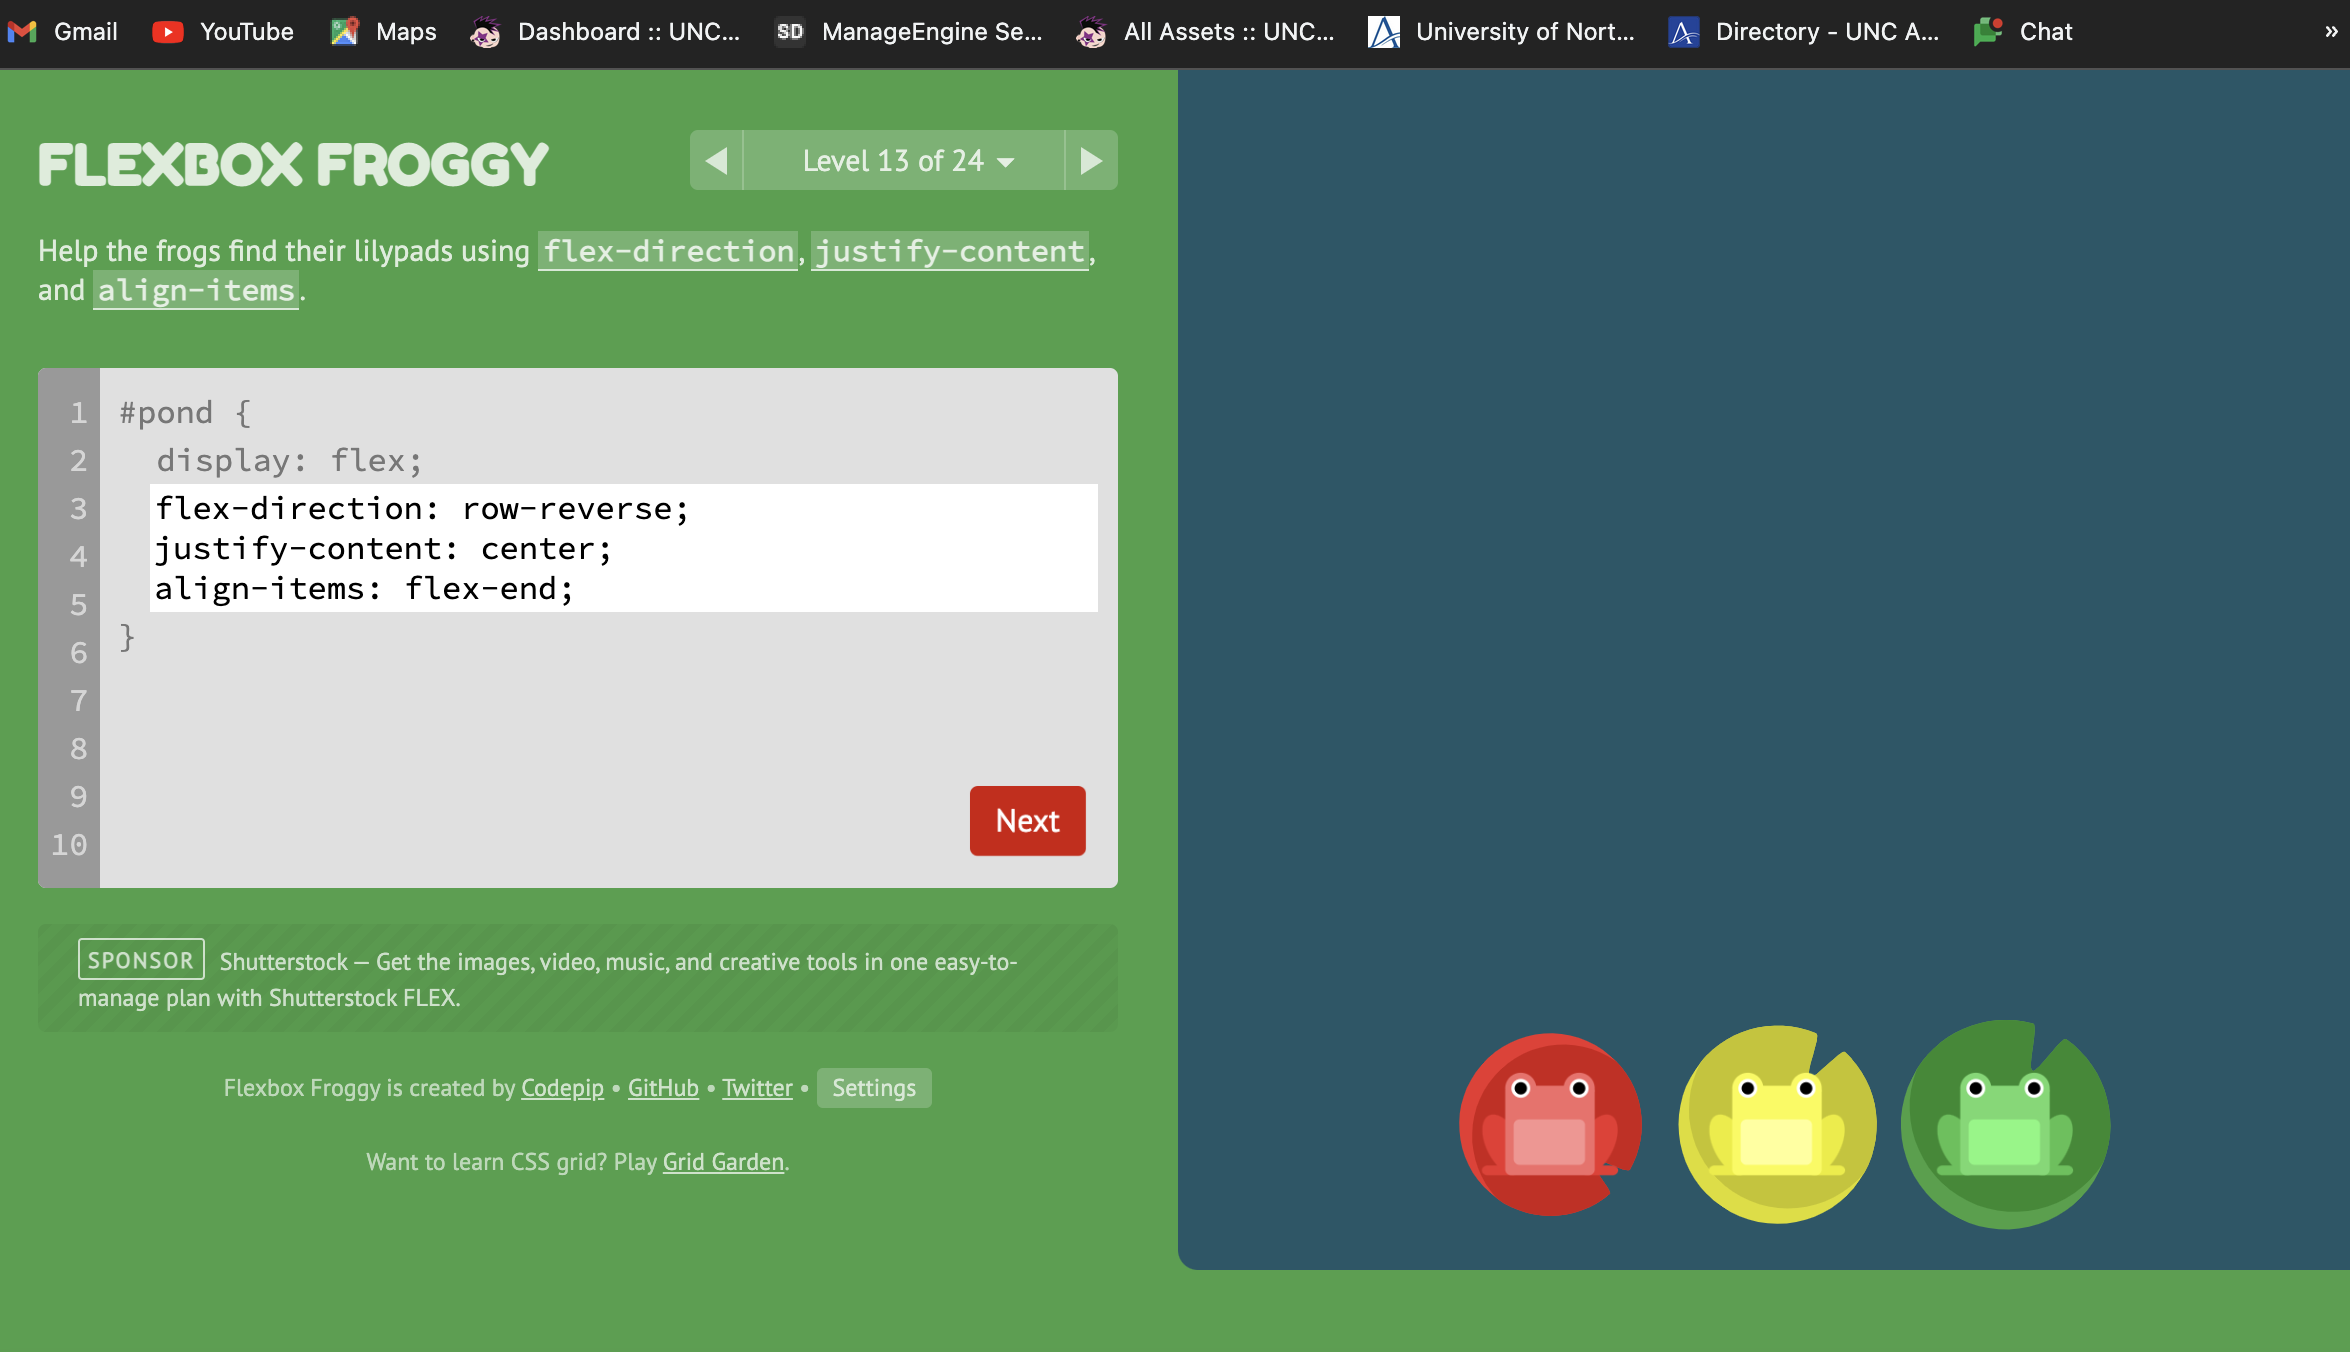 Gmail YouTube Maps Dashboard :: UNC... SD ManageEngine Se... All Assets :: UNC... University of Nort... Directory - UNC A... Chat »
FLEXBOX FROGGY
Level 13 of 24
Help the frogs find their lilypads using flex-direction, justify-content,
and align-items.
1 #pond {
2 display: flex;
3 flex-direction: row-reverse;
4 justify-content: center;
5 align-items: flex-end;
6 }
7
8
9
10
Next
SPONSOR Shutterstock — Get the images, video, music, and creative tools in one easy-to-
manage plan with Shutterstock FLEX.
Flexbox Froggy is created by Codepip • GitHub • Twitter • Settings
Want to learn CSS grid? Play Grid Garden.